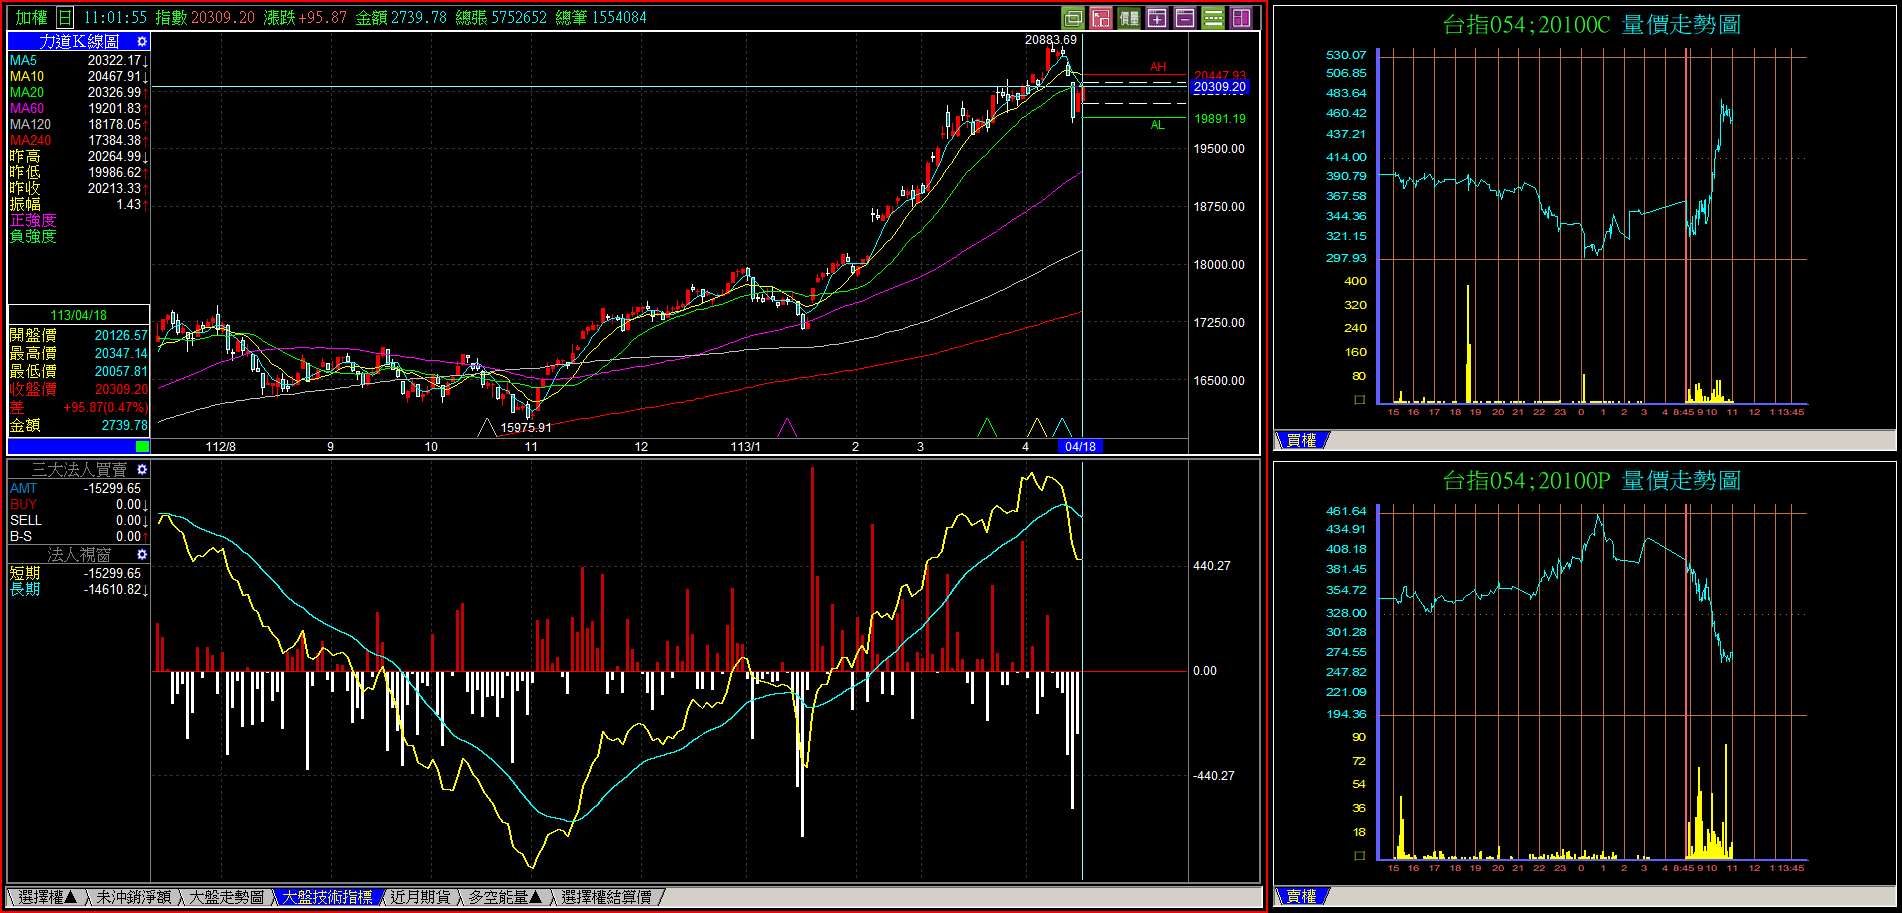 加權 日 11:01:55 指數 20309.20 漲跌 +95.87 金額 2739.78 總張 5752652 總筆 1554084
價量
力道K線圖
MA5 20322.17↓
MA10 20467.91↓
MA20 20326.99↑
MA60 19201.83↑
MA120 18178.05↑
MA240 17384.38↑
昨高 20264.99↓
昨低 19986.62↑
昨收 20213.33↑
振幅 1.43↑
正強度
負強度
113/04/18
開盤價 20126.57
最高價 20347.14
最低價 20057.81
收盤價 20309.20
差 +95.87(0.47%)
金額 2739.78
20883.69
AH
20447.93
20309.20
AL
19891.19
19500.00
18750.00
18000.00
17250.00
16500.00
15975.91
112/8 9 10 11 12 113/1 2 3 4 04/18
三大法人買賣
AMT -15299.65
BUY 0.00↓
SELL 0.00↓
B-S 0.00↑
法人視窗
短期 -15299.65
長期 -14610.82↓
440.27
0.00
-440.27
選擇權▲ 未沖銷淨額 大盤走勢圖 大盤技術指標 近月期貨 多空能量▲ 選擇權結算價
台指054;20100C 量價走勢圖
530.07
506.85
483.64
460.42
437.21
414.00
390.79
367.58
344.36
321.15
297.93
400
320
240
160
80
口
15 16 17 18 19 20 21 22 23 0 1 2 3 4 8:45 9 10 11 12 1 13:45
買權
台指054;20100P 量價走勢圖
461.64
434.91
408.18
381.45
354.72
328.00
301.28
274.55
247.82
221.09
194.36
90
72
54
36
18
口
15 16 17 18 19 20 21 22 23 0 1 2 3 4 8:45 9 10 11 12 1 13:45
賣權